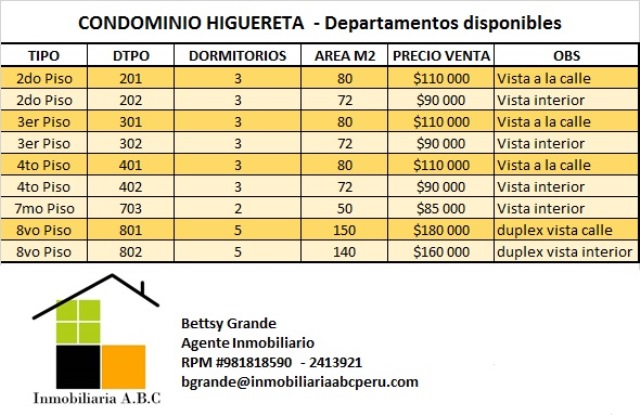 CONDOMINIO HIGUERETA - Departamentos disponibles
TIPO DTPO DORMITORIOS AREA M2 PRECIO VENTA OBS
2do Piso 201 3 80 $110 000 Vista a la calle
2do Piso 202 3 72 $90 000 Vista interior
3er Piso 301 3 80 $110 000 Vista a la calle
3er Piso 302 3 72 $90 000 Vista interior
4to Piso 401 3 80 $110 000 Vista a la calle
4to Piso 402 3 72 $90 000 Vista interior
7mo Piso 703 2 50 $85 000 Vista interior
8vo Piso 801 5 150 $180 000 duplex vista calle
8vo Piso 802 5 140 $160 000 duplex vista interior
Bettsy Grande
Agente Inmobiliario
RPM #981818590 - 2413921
bgrande@inmobiliariaabcperu.com
Inmobiliaria A.B.C